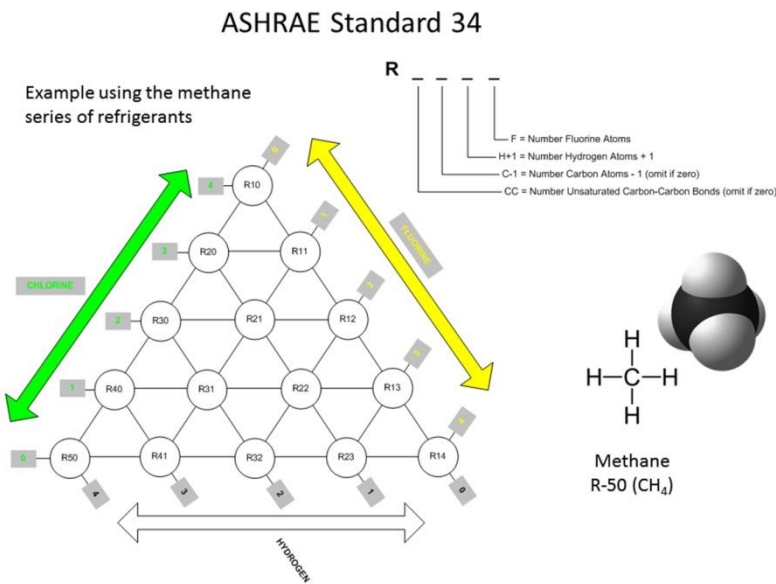 ASHRAE Standard 34
Example using the methane
series of refrigerants
R _ _ _ _
F = Number Fluorine Atoms
H+1 = Number Hydrogen Atoms + 1
C-1 = Number Carbon Atoms - 1 (omit if zero)
CC = Number Unsaturated Carbon-Carbon Bonds (omit if zero)
0
4 R10
1
3 R20 R11
CHLORINE
FLUORINE
2
2 R30 R21 R12
3
1 R40 R31 R22 R13
4
0 R50 R41 R32 R23 R14
4 3 2 1 0
HYDROGEN
H
H C H
H
Methane
R-50 (CH₄)